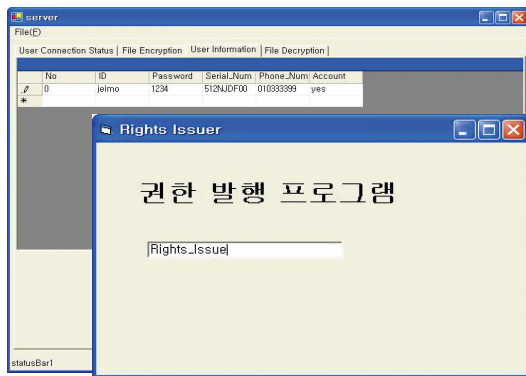 server
File(F)
User Connection Status | File Encryption User Information | File Decryption |
No ID Password Serial_Num Phone_Num Account
0 jeimo 1234 512NJDF00 010333399 yes
Rights Issuer
권한 발행 프로그램
Rights_Issue
statusBar1